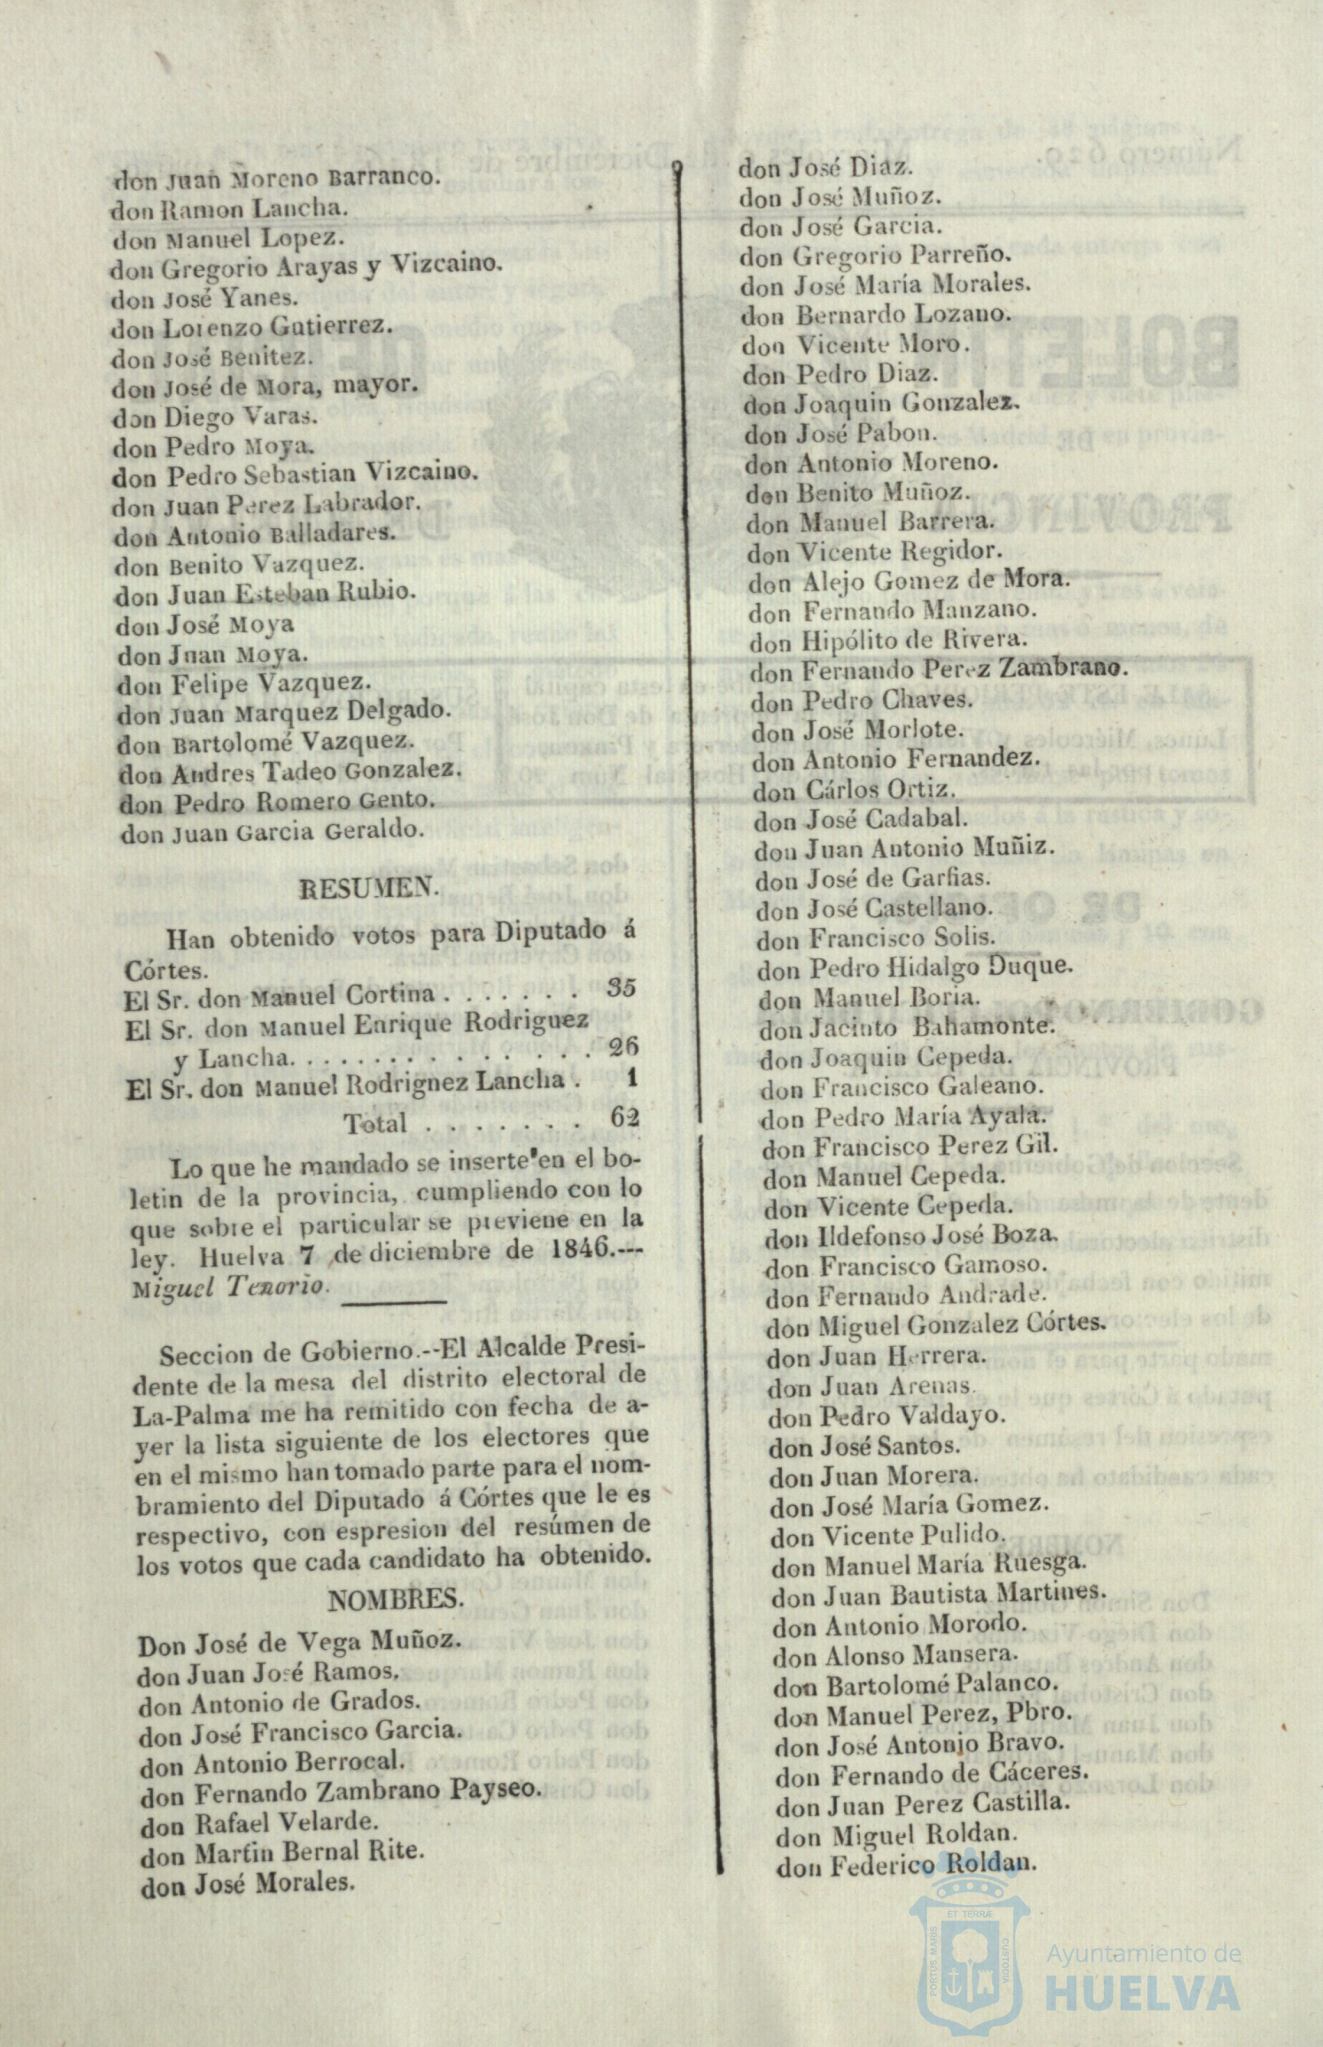 don Juan Moreno Barranco.
don Ramon Lancha.
don Manuel Lopez.
don Gregorio Arayas y Vizcaino.
don José Yanes.
don Lorenzo Gutierrez.
don José Benitez.
don José de Mora, mayor.
don Diego Varas.
don Pedro Moya.
don Pedro Sebastian Vizcaino.
don Juan Perez Labrador.
don Antonio Balladares.
don Benito Vazquez.
don Juan Esteban Rubio.
don José Moya
don Jnan Moya.
don Felipe Vazquez.
don Juan Marquez Delgado.
don Bartolomé Vazquez.
don Andres Tadeo Gonzalez.
don Pedro Romero Gento.
don Juan Garcia Geraldo.
RESUMEN.
Han obtenido votos para Diputado á
Córtes.
El Sr. don Manuel Cortina . . . . . . . 35
El Sr. don Manuel Enrique Rodriguez
y Lancha. . . . . . . . . . . . . . . 26
El Sr. don Manuel Rodrignez Lancha . 1
Total . . . . . . . 62
Lo que he mandado se inserte en el bo-
letin de la provincia, cumpliendo con lo
que sobre el particular se previene en la
ley. Huelva 7 de diciembre de 1846.---
Miguel Tenorio.
Seccion de Gobierno.--El Alcalde Presi-
dente de la mesa del distrito electoral de
La-Palma me ha remitido con fecha de a-
yer la lista siguiente de los electores que
en el mismo han tomado parte para el nom-
bramiento del Diputado á Córtes que le es
respectivo, con espresion del resúmen de
los votos que cada candidato ha obtenido.
NOMBRES.
Don José de Vega Muñoz.
don Juan José Ramos.
don Antonio de Grados.
don José Francisco Garcia.
don Antonio Berrocal.
don Fernando Zambrano Payseo.
don Rafael Velarde.
don Martin Bernal Rite.
don José Morales.
don José Diaz.
don José Muñoz.
don José Garcia.
don Gregorio Parreño.
don José María Morales.
don Bernardo Lozano.
don Vicente Moro.
don Pedro Diaz.
don Joaquin Gonzalez.
don José Pabon.
don Antonio Moreno.
don Benito Muñoz.
don Manuel Barrera.
don Vicente Regidor.
don Alejo Gomez de Mora.
don Fernando Manzano.
don Hipólito de Rivera.
don Fernando Perez Zambrano.
don Pedro Chaves.
don José Morlote.
don Antonio Fernandez.
don Cárlos Ortiz.
don José Cadabal.
don Juan Antonio Muñiz.
don José de Garfias.
don José Castellano.
don Francisco Solis.
don Pedro Hidalgo Duque.
don Manuel Boria.
don Jacinto Bahamonte.
don Joaquin Cepeda.
don Francisco Galeano.
don Pedro María Ayala.
don Francisco Perez Gil.
don Manuel Cepeda.
don Vicente Cepeda.
don Ildefonso José Boza.
don Francisco Gamoso.
don Fernando Andrade.
don Miguel Gonzalez Córtes.
don Juan Herrera.
don Juan Arenas.
don Pedro Valdayo.
don José Santos.
don Juan Morera.
don José María Gomez.
don Vicente Pulido.
don Manuel María Ruesga.
don Juan Bautista Martines.
don Antonio Morodo.
don Alonso Mansera.
don Bartolomé Palanco.
don Manuel Perez, Pbro.
don José Antonio Bravo.
don Fernando de Cáceres.
don Juan Perez Castilla.
don Miguel Roldan.
don Federico Roldan.
ET TERRÆ
PORTUS MARIS
CUSTODIA
Ayuntamiento de
HUELVA